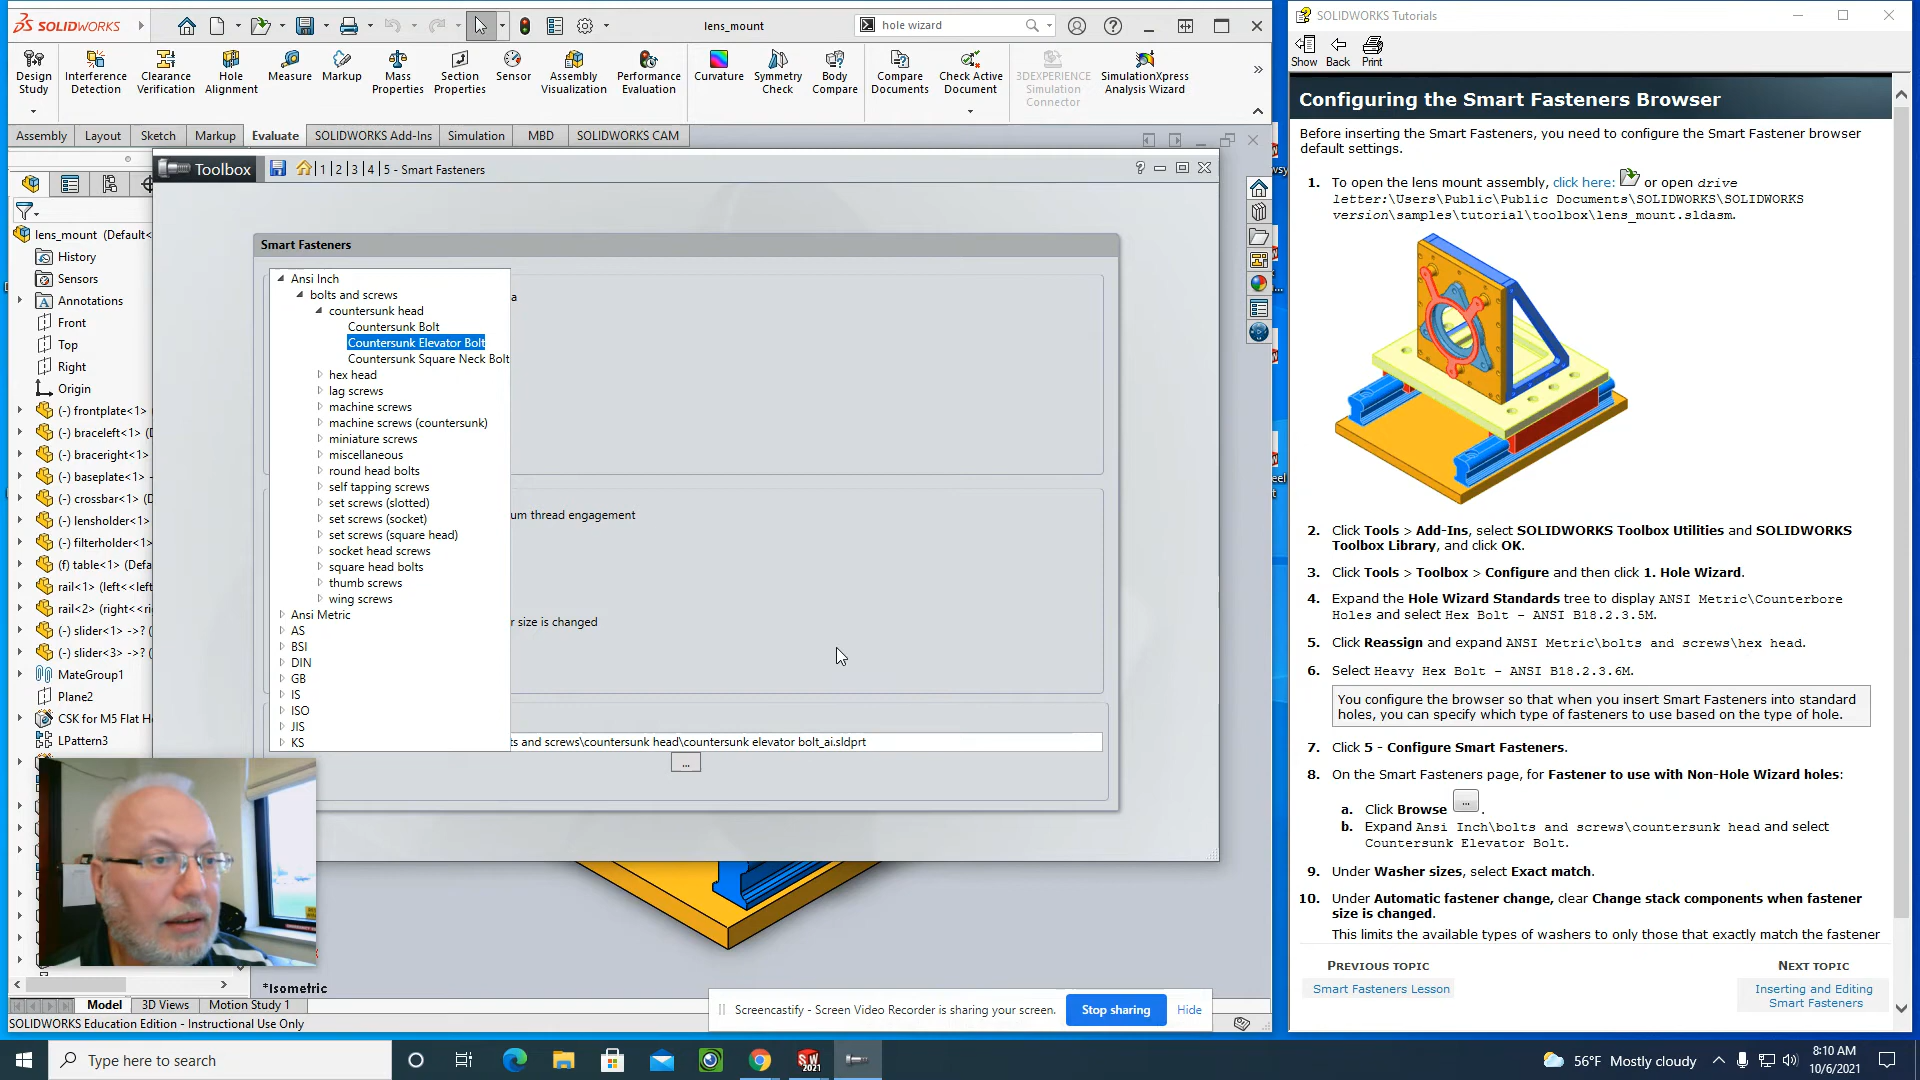 SOLIDWORKS
lens_mount
hole wizard
Design Study
Interference Detection
Clearance Verification
Hole Alignment
Measure
Markup
Mass Properties
Section Properties
Sensor
Assembly Visualization
Performance Evaluation
Curvature
Symmetry Check
Body Compare
Compare Documents
Check Active Document
3DEXPERIENCE Simulation Connector
SimulationXpress Analysis Wizard
Assembly
Layout
Sketch
Markup
Evaluate
SOLIDWORKS Add-Ins
Simulation
MBD
SOLIDWORKS CAM
Toolbox
1 | 2 | 3 | 4 | 5 - Smart Fasteners
lens_mount (Default<
History
Sensors
Annotations
Front
Top
Right
Origin
(-) frontplate<1> (
(-) braceleft<1> (D
(-) braceright<1> (
(-) baseplate<1> -
(-) crossbar<1> (D
(-) lensholder<1>
(-) filterholder<1>
(f) table<1> (Defa
rail<1> (left<<left
rail<2> (right<<ri
(-) slider<1> ->? (
(-) slider<3> ->? (
MateGroup1
Plane2
CSK for M5 Flat He
LPattern3
Smart Fasteners
Ansi Inch
bolts and screws
countersunk head
Countersunk Bolt
Countersunk Elevator Bolt
Countersunk Square Neck Bolt
hex head
lag screws
machine screws
machine screws (countersunk)
miniature screws
miscellaneous
round head bolts
self tapping screws
set screws (slotted)
set screws (socket)
set screws (square head)
socket head screws
square head bolts
thumb screws
wing screws
Ansi Metric
AS
BSI
DIN
GB
IS
ISO
JIS
KS
a
um thread engagement
r size is changed
ts and screws\countersunk head\countersunk elevator bolt_ai.sldprt
...
*Isometric
Model
3D Views
Motion Study 1
SOLIDWORKS Education Edition - Instructional Use Only
Screencastify - Screen Video Recorder is sharing your screen.
Stop sharing
Hide
SOLIDWORKS Tutorials
Show
Back
Print
Configuring the Smart Fasteners Browser
Before inserting the Smart Fasteners, you need to configure the Smart Fastener browser
default settings.
1. To open the lens mount assembly, click here: or open drive
letter:\Users\Public\Public Documents\SOLIDWORKS\SOLIDWORKS
version\samples\tutorial\toolbox\lens_mount.sldasm.
2. Click Tools > Add-Ins, select SOLIDWORKS Toolbox Utilities and SOLIDWORKS
Toolbox Library, and click OK.
3. Click Tools > Toolbox > Configure and then click 1. Hole Wizard.
4. Expand the Hole Wizard Standards tree to display ANSI Metric\Counterbore
Holes and select Hex Bolt - ANSI B18.2.3.5M.
5. Click Reassign and expand ANSI Metric\bolts and screws\hex head.
6. Select Heavy Hex Bolt - ANSI B18.2.3.6M.
You configure the browser so that when you insert Smart Fasteners into standard
holes, you can specify which type of fasteners to use based on the type of hole.
7. Click 5 - Configure Smart Fasteners.
8. On the Smart Fasteners page, for Fastener to use with Non-Hole Wizard holes:
a. Click Browse ... .
b. Expand Ansi Inch\bolts and screws\countersunk head and select
Countersunk Elevator Bolt.
9. Under Washer sizes, select Exact match.
10. Under Automatic fastener change, clear Change stack components when fastener
size is changed.
This limits the available types of washers to only those that exactly match the fastener
PREVIOUS TOPIC
Smart Fasteners Lesson
NEXT TOPIC
Inserting and Editing
Smart Fasteners
Type here to search
56°F Mostly cloudy
8:10 AM
10/6/2021